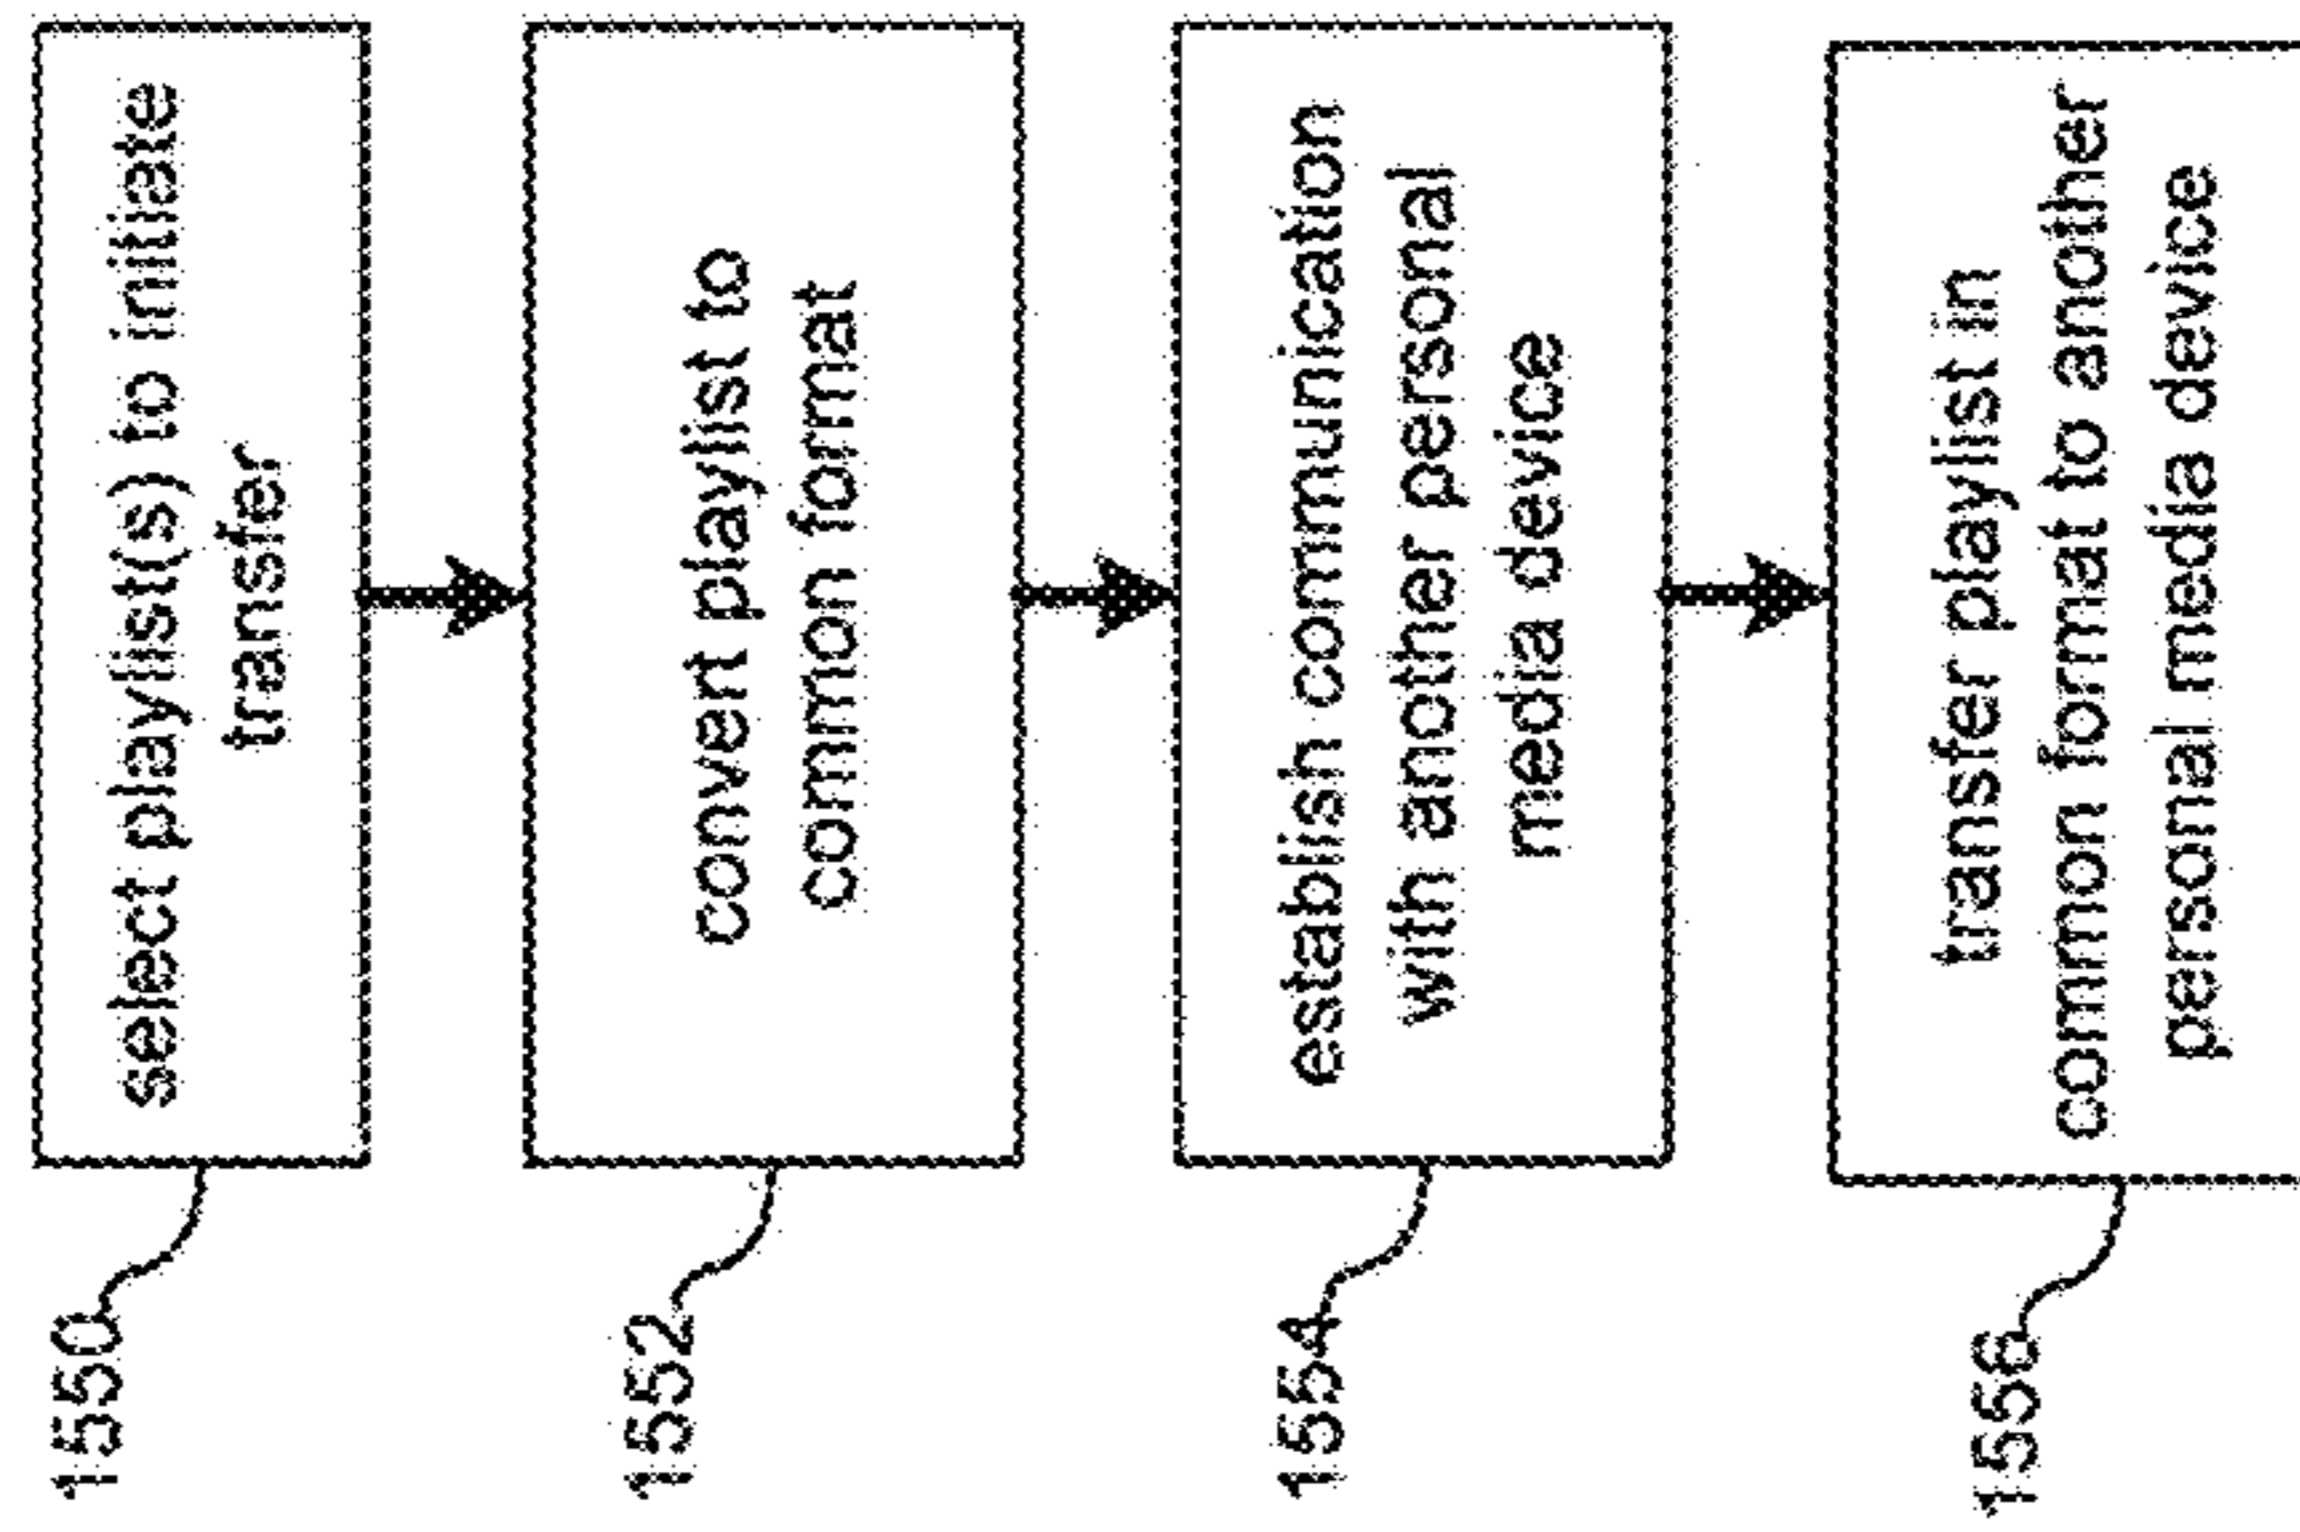 1550
select playlist(s) to initiate
transfer
1552
convert playlist to
common format
1554
establish communication
with another personal
media device
1556
transfer playlist in
common format to another
personal media device